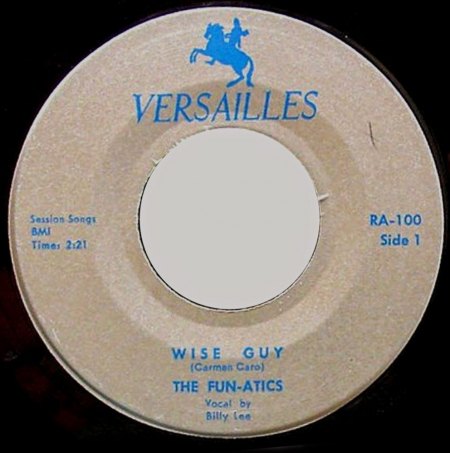 VERSAILLES
Session Songs
BMI
Time: 2:21
RA-100
Side 1
WISE GUY
(Carmen Caro)
THE FUN-ATICS
Vocal by
Billy Lee